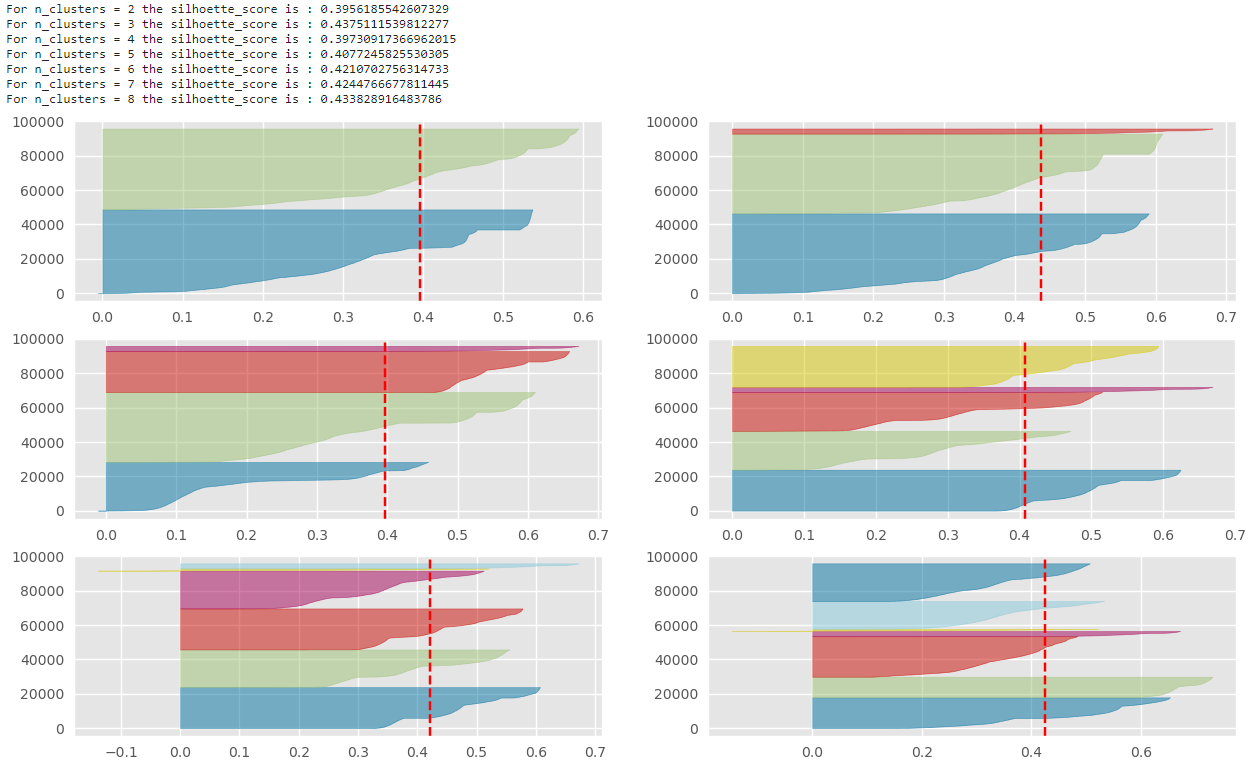 For n_clusters = 2 the silhoette_score is : 0.3956185542607329
For n_clusters = 3 the silhoette_score is : 0.4375111539812277
For n_clusters = 4 the silhoette_score is : 0.39730917366962015
For n_clusters = 5 the silhoette_score is : 0.4077245825530305
For n_clusters = 6 the silhoette_score is : 0.4210702756314733
For n_clusters = 7 the silhoette_score is : 0.4244766677811445
For n_clusters = 8 the silhoette_score is : 0.433828916483786
100000
80000
60000
40000
20000
0
0.0 0.1 0.2 0.3 0.4 0.5 0.6
100000
80000
60000
40000
20000
0
0.0 0.1 0.2 0.3 0.4 0.5 0.6 0.7
100000
80000
60000
40000
20000
0
0.0 0.1 0.2 0.3 0.4 0.5 0.6 0.7
100000
80000
60000
40000
20000
0
0.0 0.1 0.2 0.3 0.4 0.5 0.6 0.7
100000
80000
60000
40000
20000
0
−0.1 0.0 0.1 0.2 0.3 0.4 0.5 0.6 0.7
100000
80000
60000
40000
20000
0
0.0 0.2 0.4 0.6